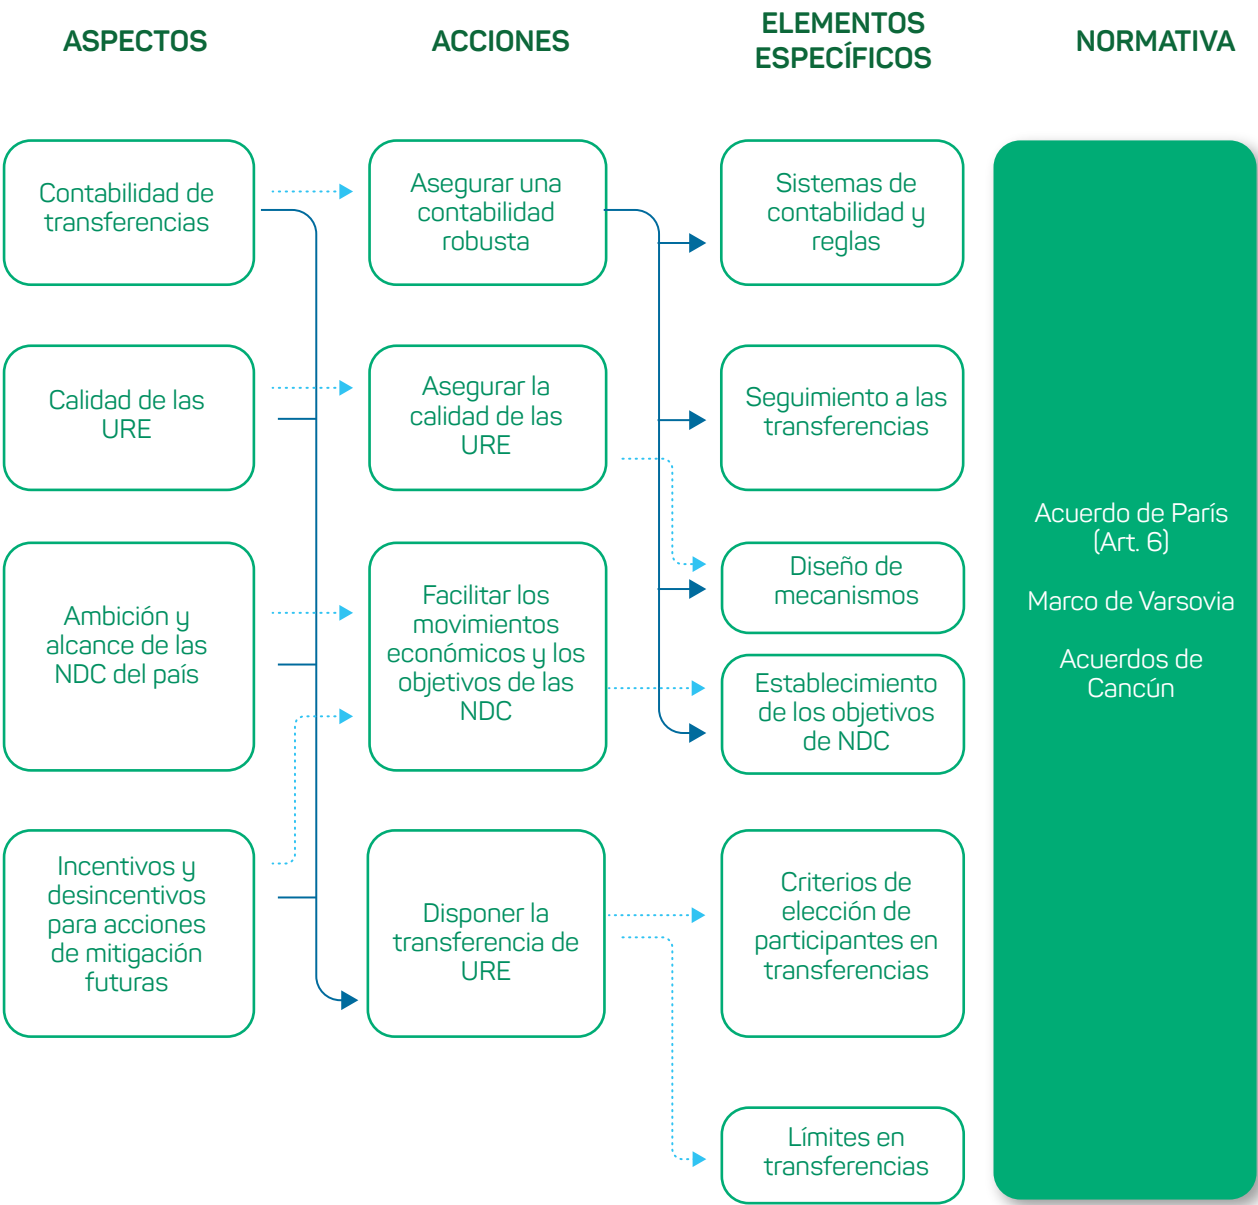 ASPECTOS
ACCIONES
ELEMENTOS
ESPECÍFICOS
NORMATIVA
Contabilidad de
transferencias
Calidad de las
URE
Ambición y
alcance de las
NDC del país
Incentivos y
desincentivos
para acciones
de mitigación
futuras
Asegurar una
contabilidad
robusta
Asegurar la
calidad de las
URE
Facilitar los
movimientos
económicos y los
objetivos de las
NDC
Disponer la
transferencia de
URE
Sistemas de
contabilidad y
reglas
Seguimiento a las
transferencias
Diseño de
mecanismos
Establecimiento
de los objetivos
de NDC
Criterios de
elección de
participantes en
transferencias
Límites en
transferencias
Acuerdo de París
(Art. 6)
Marco de Varsovia
Acuerdos de
Cancún